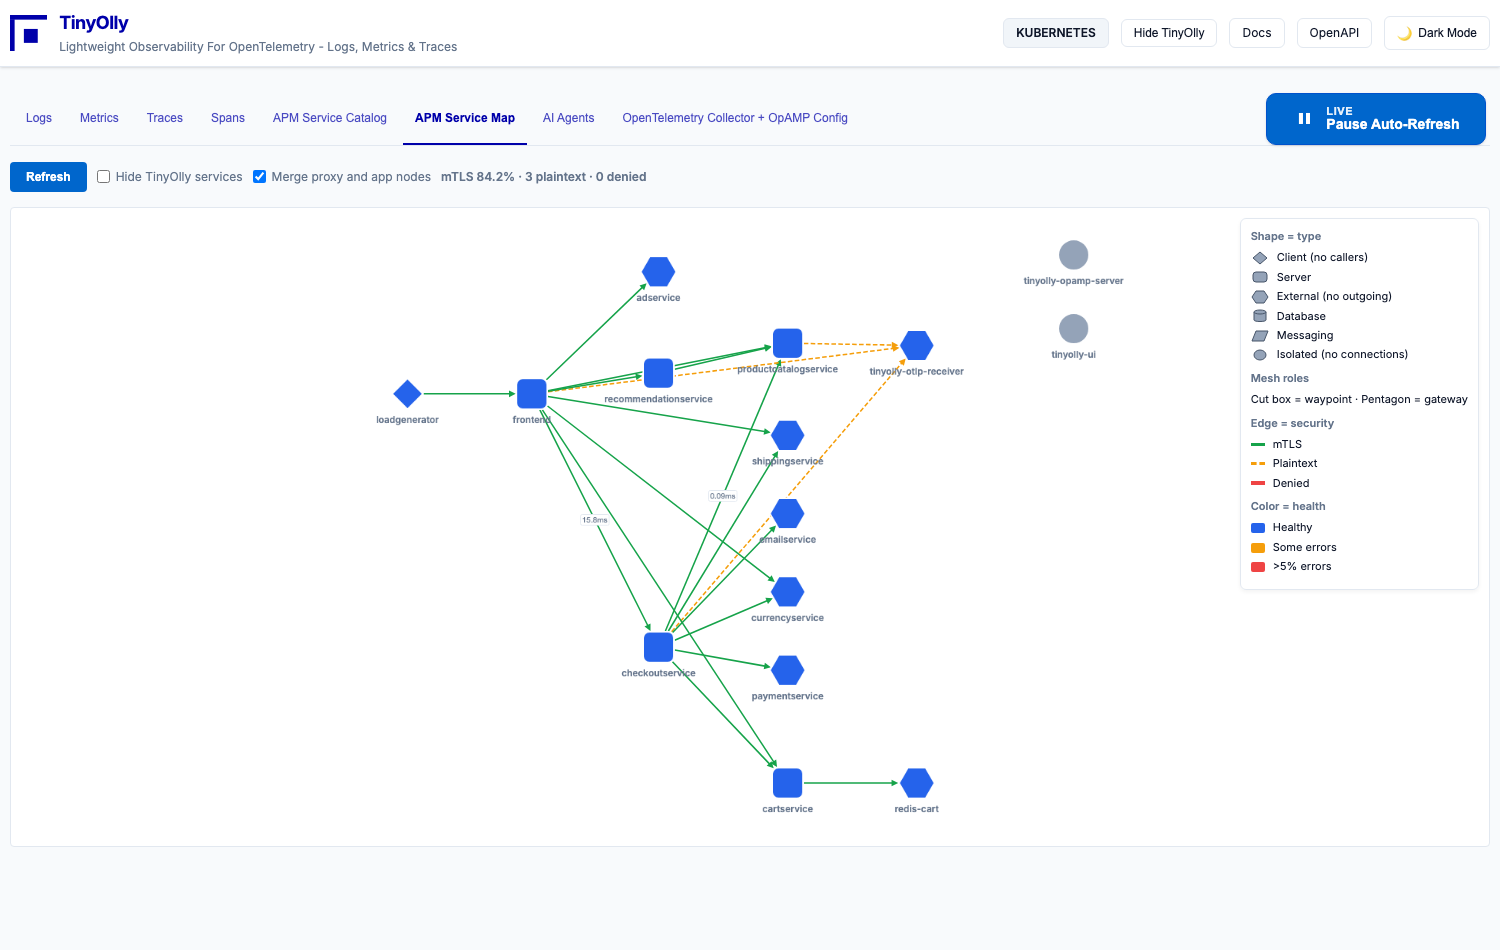 TinyOlly
Lightweight Observability For OpenTelemetry - Logs, Metrics & Traces
KUBERNETES
Hide TinyOlly
Docs
OpenAPI
🌙 Dark Mode
Logs
Metrics
Traces
Spans
APM Service Catalog
APM Service Map
AI Agents
OpenTelemetry Collector + OpAMP Config
LIVE
Pause Auto-Refresh
Refresh
Hide TinyOlly services
Merge proxy and app nodes
mTLS 84.2% · 3 plaintext · 0 denied
adservice
tinyolly-opamp-server
tinyolly-ui
productcatalogservice
tinyolly-otlp-receiver
recommendationservice
loadgenerator
frontend
shippingservice
0.09ms
15.8ms
emailservice
currencyservice
checkoutservice
paymentservice
cartservice
redis-cart
Shape = type
Client (no callers)
Server
External (no outgoing)
Database
Messaging
Isolated (no connections)
Mesh roles
Cut box = waypoint · Pentagon = gateway
Edge = security
mTLS
Plaintext
Denied
Color = health
Healthy
Some errors
>5% errors